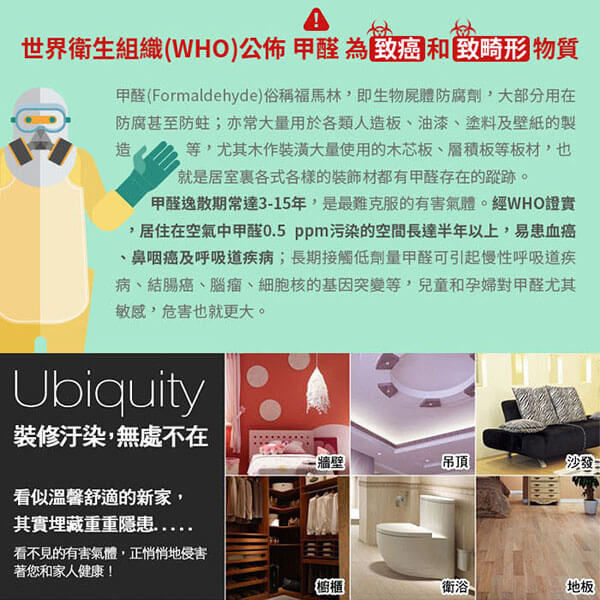 世界衛生組織(WHO)公佈 甲醛 為 致癌 和 致畸形 物質
甲醛(Formaldehyde)俗稱福馬林，即生物屍體防腐劑，大部分用在
防腐甚至防蛀；亦常大量用於各類人造板、油漆、塗料及壁紙的製
造 等，尤其木作裝潢大量使用的木芯板、層積板等板材，也
就是居室裏各式各樣的裝飾材都有甲醛存在的蹤跡。
甲醛逸散期常達3-15年，是最難克服的有害氣體。經WHO證實
，居住在空氣中甲醛0.5 ppm污染的空間長達半年以上，易患血癌
、鼻咽癌及呼吸道疾病；長期接觸低劑量甲醛可引起慢性呼吸道疾
病、結腸癌、腦瘤、細胞核的基因突變等，兒童和孕婦對甲醛尤其
敏感，危害也就更大。
Ubiquity
裝修汙染，無處不在
看似溫馨舒適的新家，
其實埋藏重重隱患.....
看不見的有害氣體，正悄悄地侵害
著您和家人健康！
牆壁
吊頂
沙發
櫥櫃
衛浴
地板